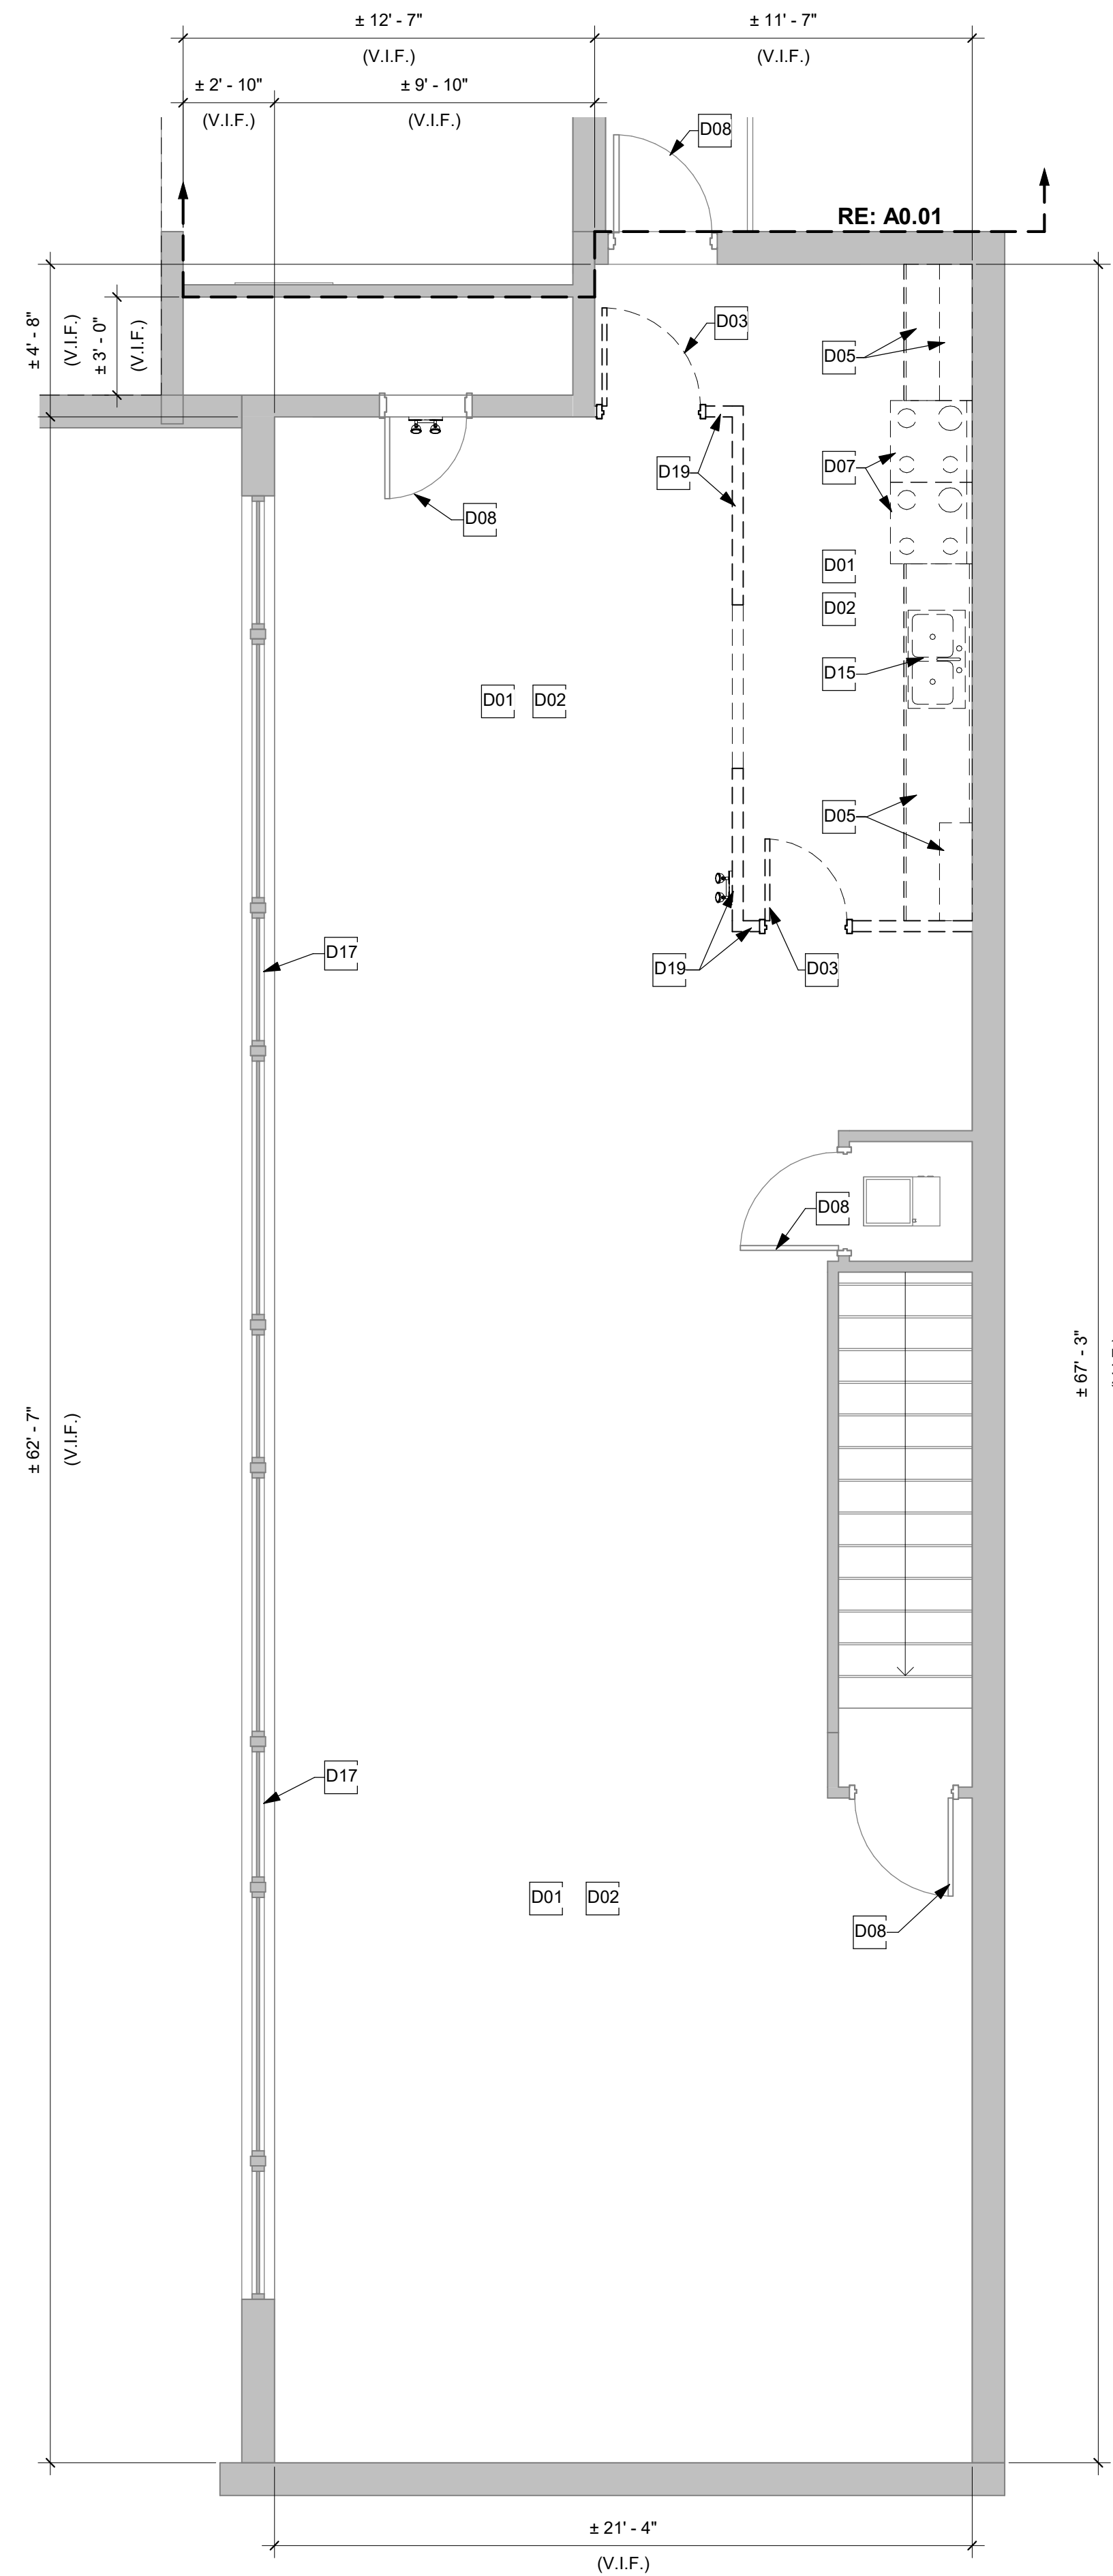 ± 12' - 7"
(V.I.F.)
± 11' - 7"
(V.I.F.)
± 2' - 10"
(V.I.F.)
± 9' - 10"
(V.I.F.)
D08
RE: A0.01
± 4' - 8"
(V.I.F.)
± 3' - 0"
(V.I.F.)
D03
D05
D19
D07
D08
D01
D02
D15
D01
D02
D05
D17
D19
D03
D08
± 67' - 3"
± 62' - 7"
(V.I.F.)
D17
D01
D02
D08
± 21' - 4"
(V.I.F.)